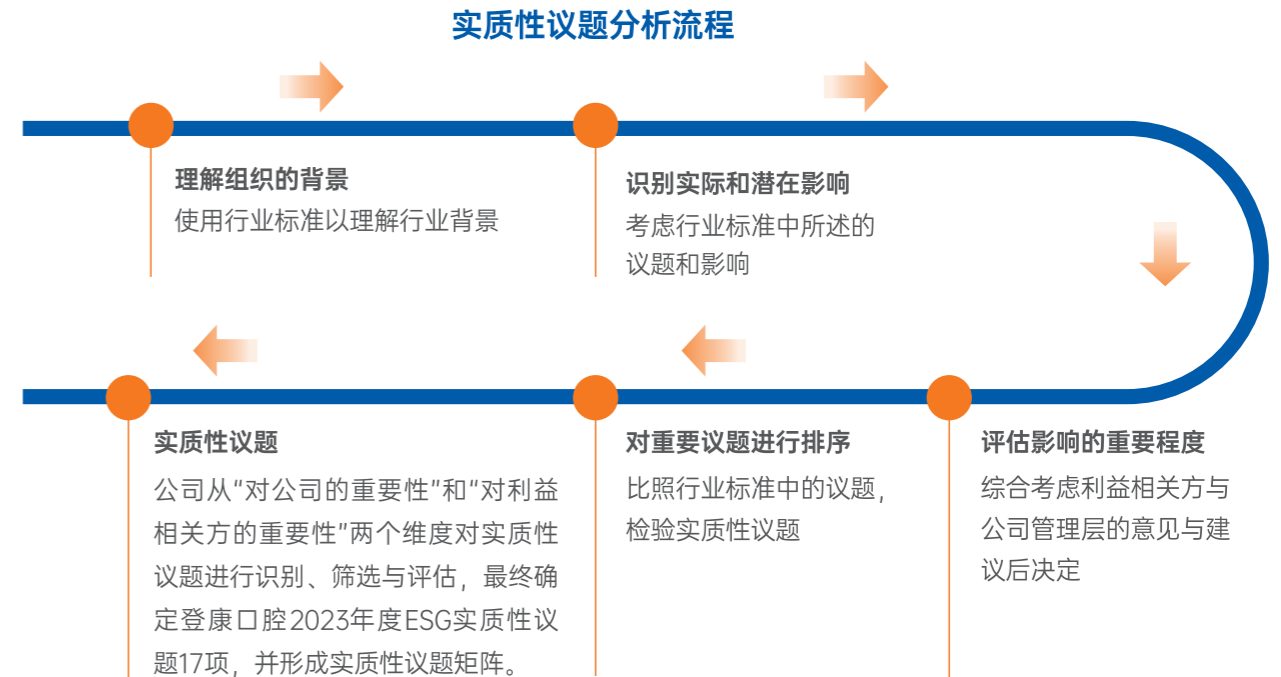 实质性议题分析流程
理解组织的背景
使用行业标准以理解行业背景
识别实际和潜在影响
考虑行业标准中所述的
议题和影响
评估影响的重要程度
综合考虑利益相关方与
公司管理层的意见与建
议后决定
对重要议题进行排序
比照行业标准中的议题，
检验实质性议题
实质性议题
公司从“对公司的重要性”和“对利益
相关方的重要性”两个维度对实质性
议题进行识别、筛选与评估，最终确
定登康口腔2023年度ESG实质性议
题17项，并形成实质性议题矩阵。